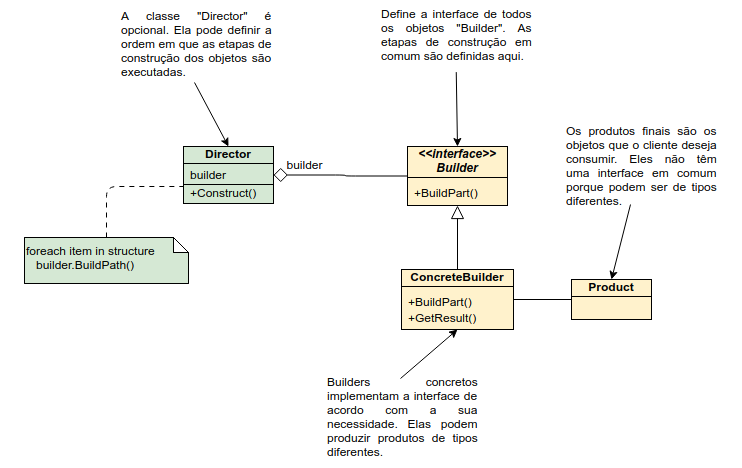 A classe "Director" é
opcional. Ela pode definir a
ordem em que as etapas de
construção dos objetos são
executadas.
Define a interface de todos
os objetos "Builder". As
etapas de construção em
comum são definidas aqui.
Os produtos finais são os
objetos que o cliente deseja
consumir. Eles não têm
uma interface em comum
porque podem ser de tipos
diferentes.
Director
builder
+Construct()
builder
<<interface>>
Builder
+BuildPart()
foreach item in structure
builder.BuildPath()
ConcreteBuilder
+BuildPart()
+GetResult()
Product
Builders concretos
implementam a interface de
acordo com a sua
necessidade. Elas podem
produzir produtos de tipos
diferentes.